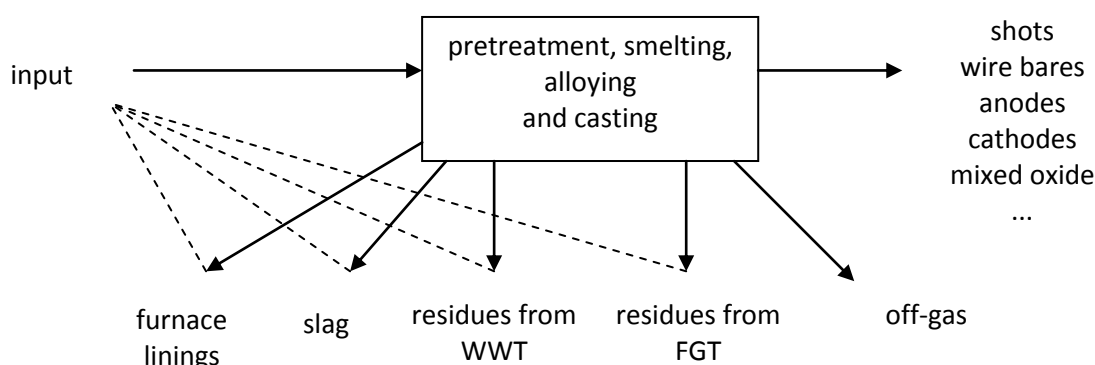 input
pretreatment, smelting,
alloying
and casting
shots
wire bares
anodes
cathodes
mixed oxide
...
furnace
linings
slag
residues from
WWT
residues from
FGT
off-gas